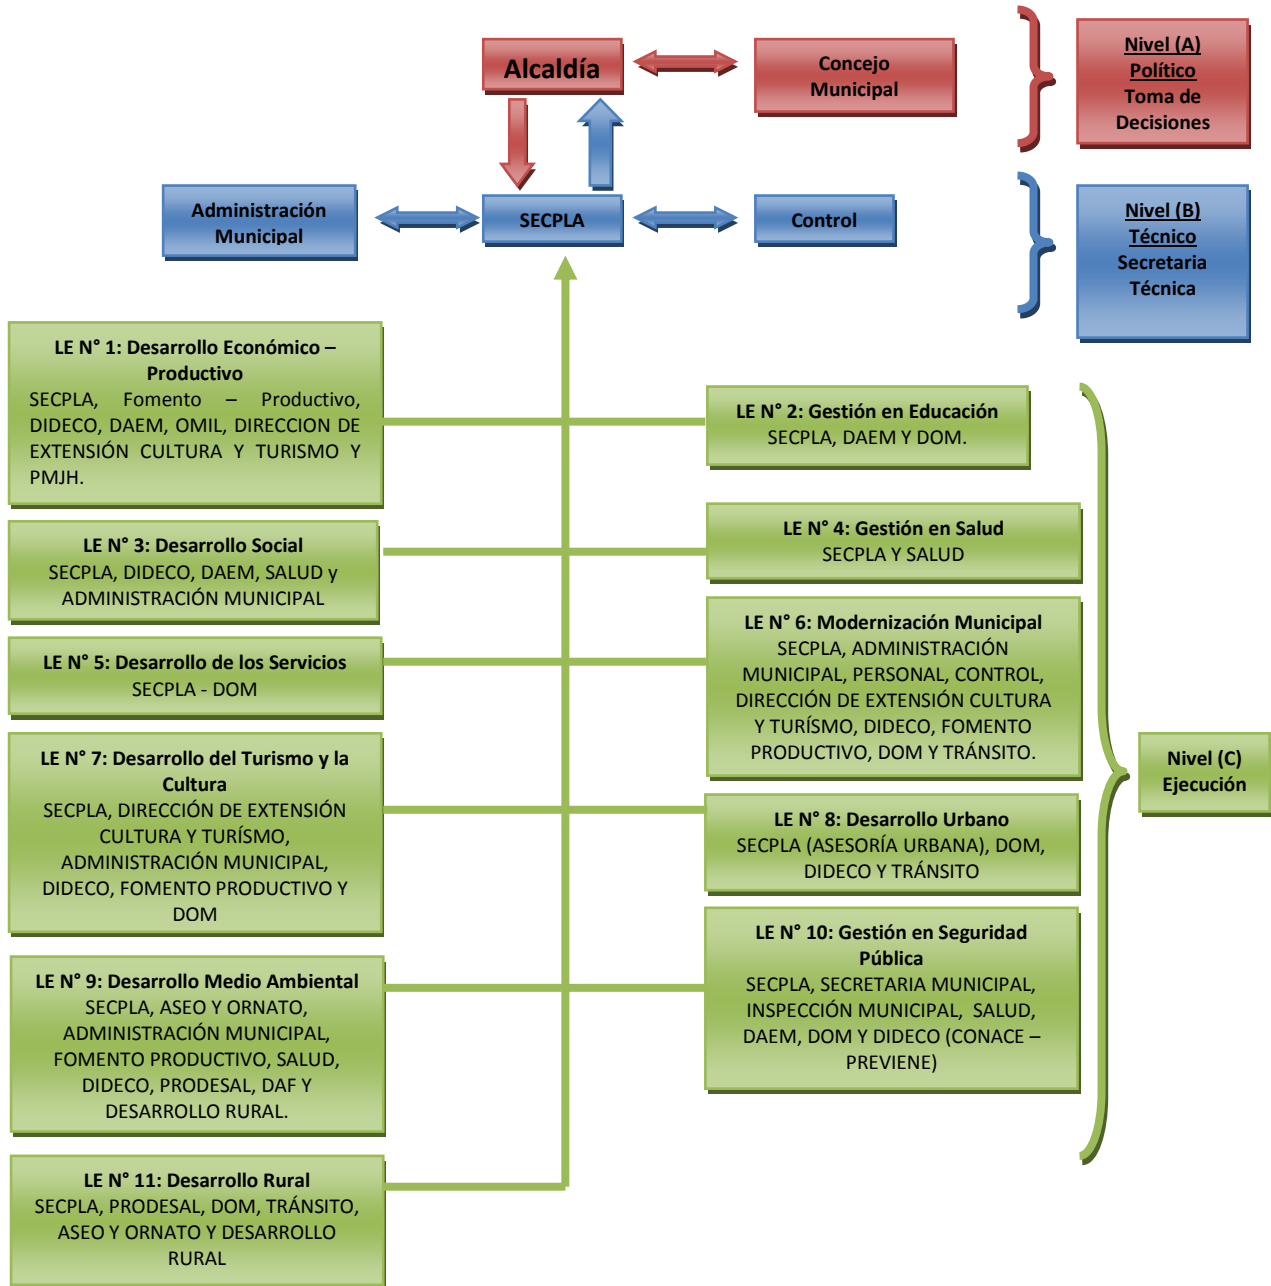 Alcaldía
Concejo
Municipal
Nivel (A)
Político
Toma de
Decisiones
Administración
Municipal
SECPLA
Control
Nivel (B)
Técnico
Secretaria
Técnica
LE N° 1: Desarrollo Económico –
Productivo
SECPLA, Fomento – Productivo,
DIDECO, DAEM, OMIL, DIRECCION DE
EXTENSIÓN CULTURA Y TURISMO Y
PMJH.
LE N° 2: Gestión en Educación
SECPLA, DAEM Y DOM.
LE N° 3: Desarrollo Social
SECPLA, DIDECO, DAEM, SALUD y
ADMINISTRACIÓN MUNICIPAL
LE N° 4: Gestión en Salud
SECPLA Y SALUD
LE N° 5: Desarrollo de los Servicios
SECPLA - DOM
LE N° 6: Modernización Municipal
SECPLA, ADMINISTRACIÓN
MUNICIPAL, PERSONAL, CONTROL,
DIRECCIÓN DE EXTENSIÓN CULTURA
Y TURÍSMO, DIDECO, FOMENTO
PRODUCTIVO, DOM Y TRÁNSITO.
LE N° 7: Desarrollo del Turismo y la
Cultura
SECPLA, DIRECCIÓN DE EXTENSIÓN
CULTURA Y TURÍSMO,
ADMINISTRACIÓN MUNICIPAL,
DIDECO, FOMENTO PRODUCTIVO Y
DOM
LE N° 8: Desarrollo Urbano
SECPLA (ASESORÍA URBANA), DOM,
DIDECO Y TRÁNSITO
Nivel (C)
Ejecución
LE N° 9: Desarrollo Medio Ambiental
SECPLA, ASEO Y ORNATO,
ADMINISTRACIÓN MUNICIPAL,
FOMENTO PRODUCTIVO, SALUD,
DIDECO, PRODESAL, DAF Y
DESARROLLO RURAL.
LE N° 10: Gestión en Seguridad
Pública
SECPLA, SECRETARIA MUNICIPAL,
INSPECCIÓN MUNICIPAL, SALUD,
DAEM, DOM Y DIDECO (CONACE –
PREVIENE)
LE N° 11: Desarrollo Rural
SECPLA, PRODESAL, DOM, TRÁNSITO,
ASEO Y ORNATO Y DESARROLLO
RURAL